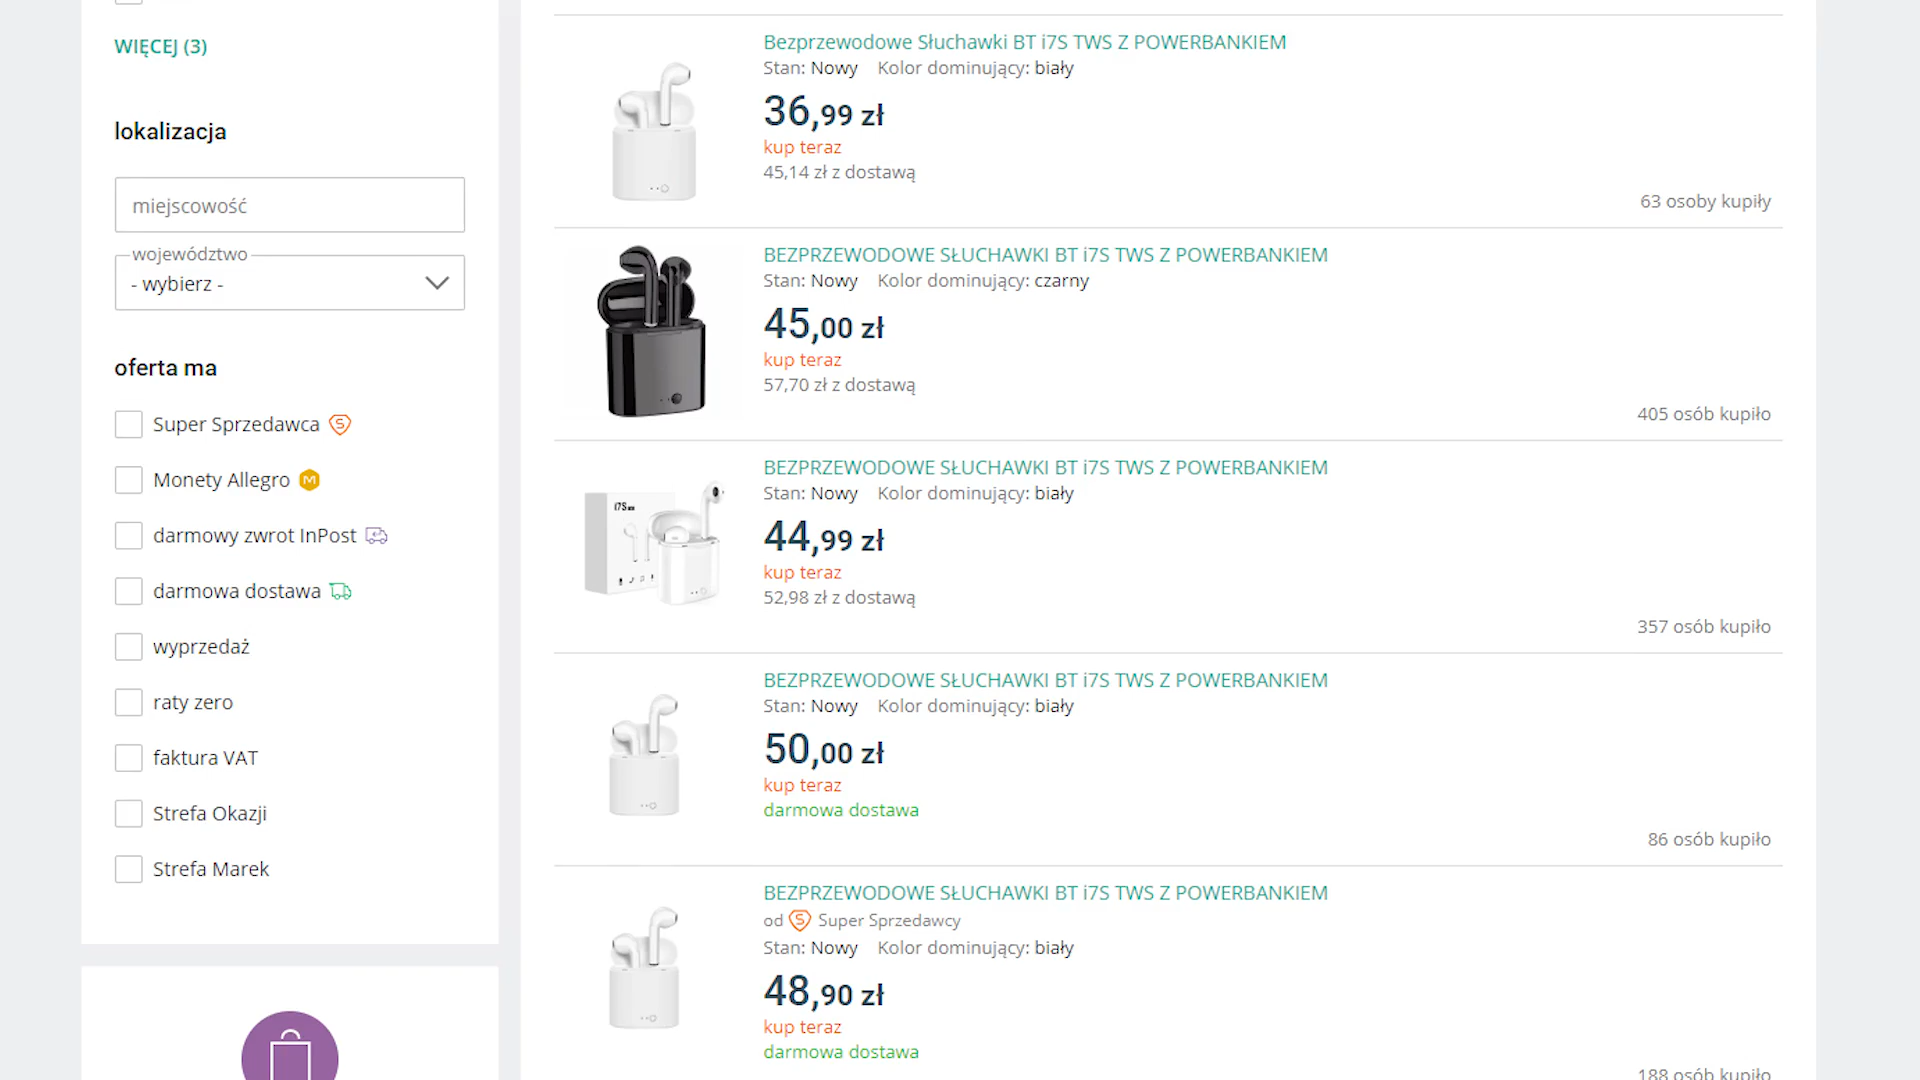 WIĘCEJ (3)
lokalizacja
miejscowość
województwo
- wybierz -
oferta ma
Super Sprzedawca
Monety Allegro
darmowy zwrot InPost
darmowa dostawa
wyprzedaż
raty zero
faktura VAT
Strefa Okazji
Strefa Marek
Bezprzewodowe Słuchawki BT i7S TWS Z POWERBANKIEM
Stan: Nowy Kolor dominujący: biały
36,99 zł
kup teraz
45,14 zł z dostawą
63 osoby kupiły
BEZPRZEWODOWE SŁUCHAWKI BT i7S TWS Z POWERBANKIEM
Stan: Nowy Kolor dominujący: czarny
45,00 zł
kup teraz
57,70 zł z dostawą
405 osób kupiło
i7S
BEZPRZEWODOWE SŁUCHAWKI BT i7S TWS Z POWERBANKIEM
Stan: Nowy Kolor dominujący: biały
44,99 zł
kup teraz
52,98 zł z dostawą
357 osób kupiło
BEZPRZEWODOWE SŁUCHAWKI BT i7S TWS Z POWERBANKIEM
Stan: Nowy Kolor dominujący: biały
50,00 zł
kup teraz
darmowa dostawa
86 osób kupiło
BEZPRZEWODOWE SŁUCHAWKI BT i7S TWS Z POWERBANKIEM
od S Super Sprzedawcy
Stan: Nowy Kolor dominujący: biały
48,90 zł
kup teraz
darmowa dostawa
188 osób kupiło